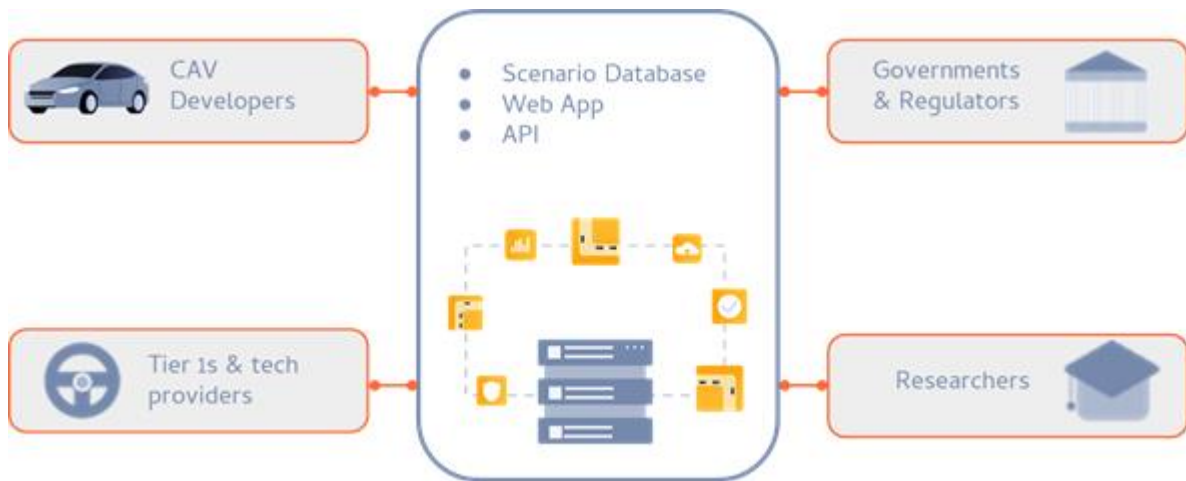 CAV
Developers
• Scenario Database
• Web App
• API
Governments
& Regulators
Tier 1s & tech
providers
Researchers